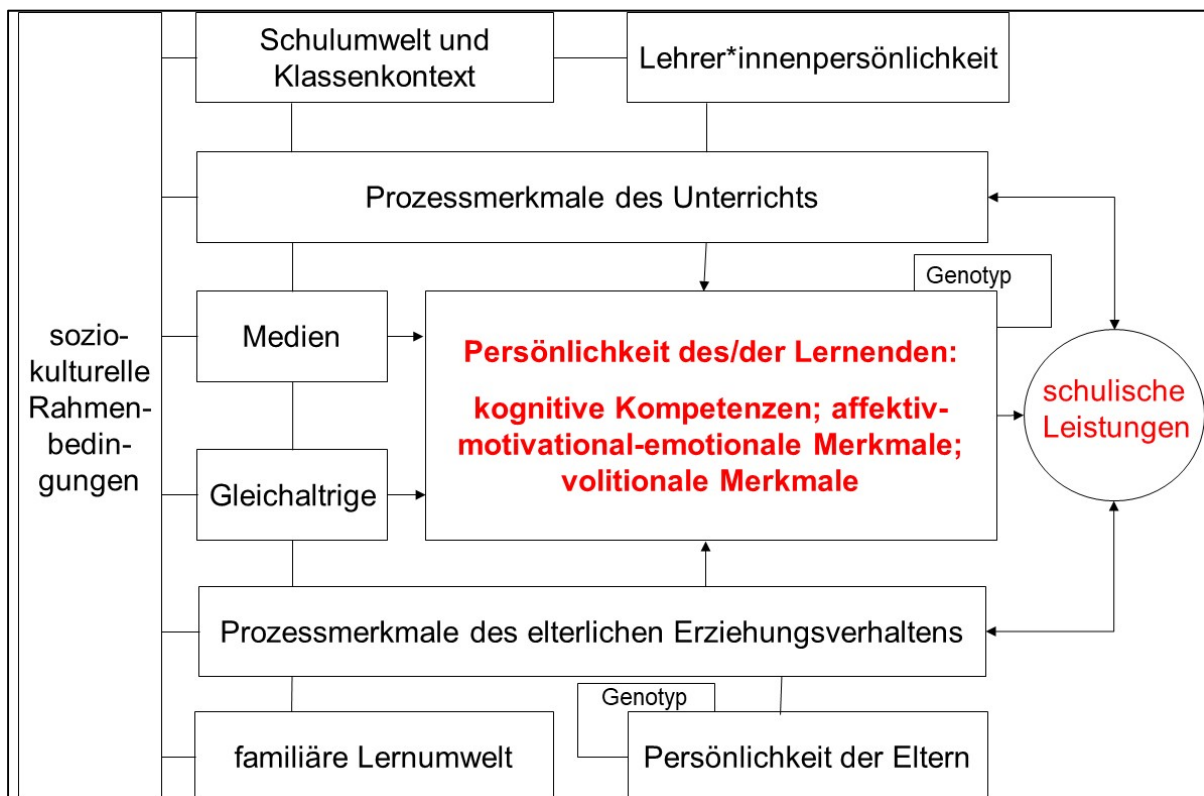 Schulumwelt und
Klassenkontext
Lehrer*innenpersönlichkeit
Prozessmerkmale des Unterrichts
Genotyp
sozio-
kulturelle
Rahmen-
bedin-
gungen
Medien
Gleichaltrige
Persönlichkeit des/der Lernenden:
kognitive Kompetenzen; affektiv-
motivational-emotionale Merkmale;
volitionale Merkmale
schulische
Leistungen
Prozessmerkmale des elterlichen Erziehungsverhaltens
Genotyp
familiäre Lernumwelt
Persönlichkeit der Eltern